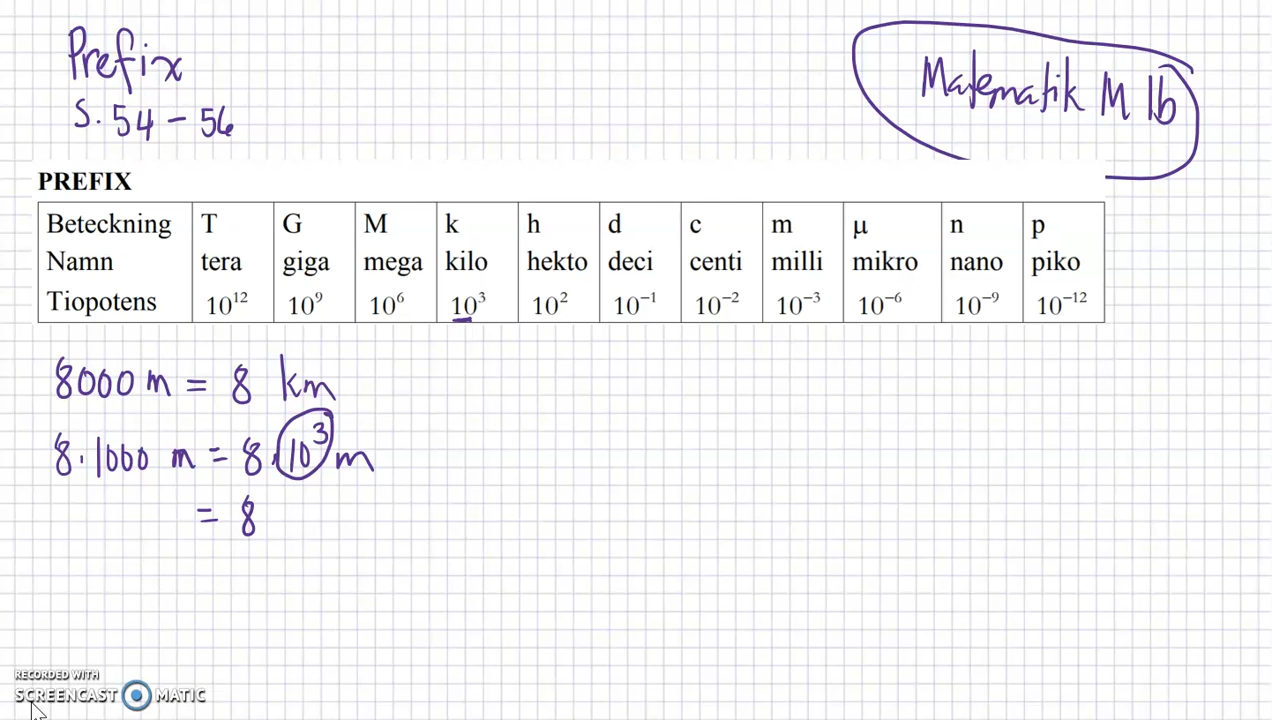 Prefix
Matematik M 1b
s. 54 – 56
PREFIX
Beteckning T G M k h d c m μ n p
Namn tera giga mega kilo hekto deci centi milli mikro nano piko
Tiopotens 10¹² 10⁹ 10⁶ 10³ 10² 10⁻¹ 10⁻² 10⁻³ 10⁻⁶ 10⁻⁹ 10⁻¹²
8000 m = 8 km
8·1000 m = 8·10³ m
= 8
RECORDED WITH
SCREENCAST MATIC